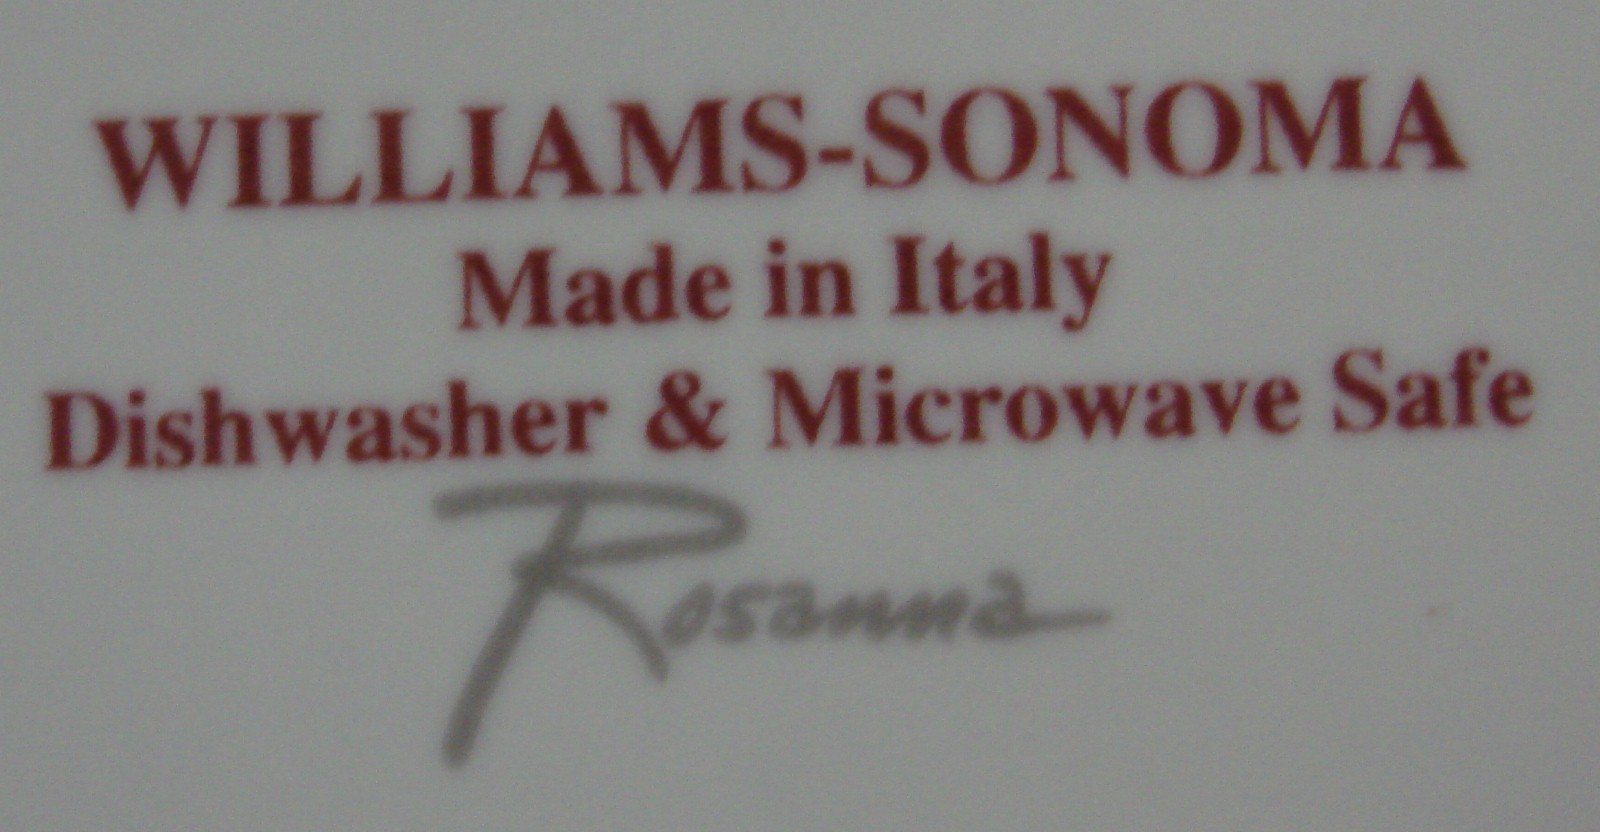 WILLIAMS-SONOMA
Made in Italy
Dishwasher & Microwave Safe
Rosanna